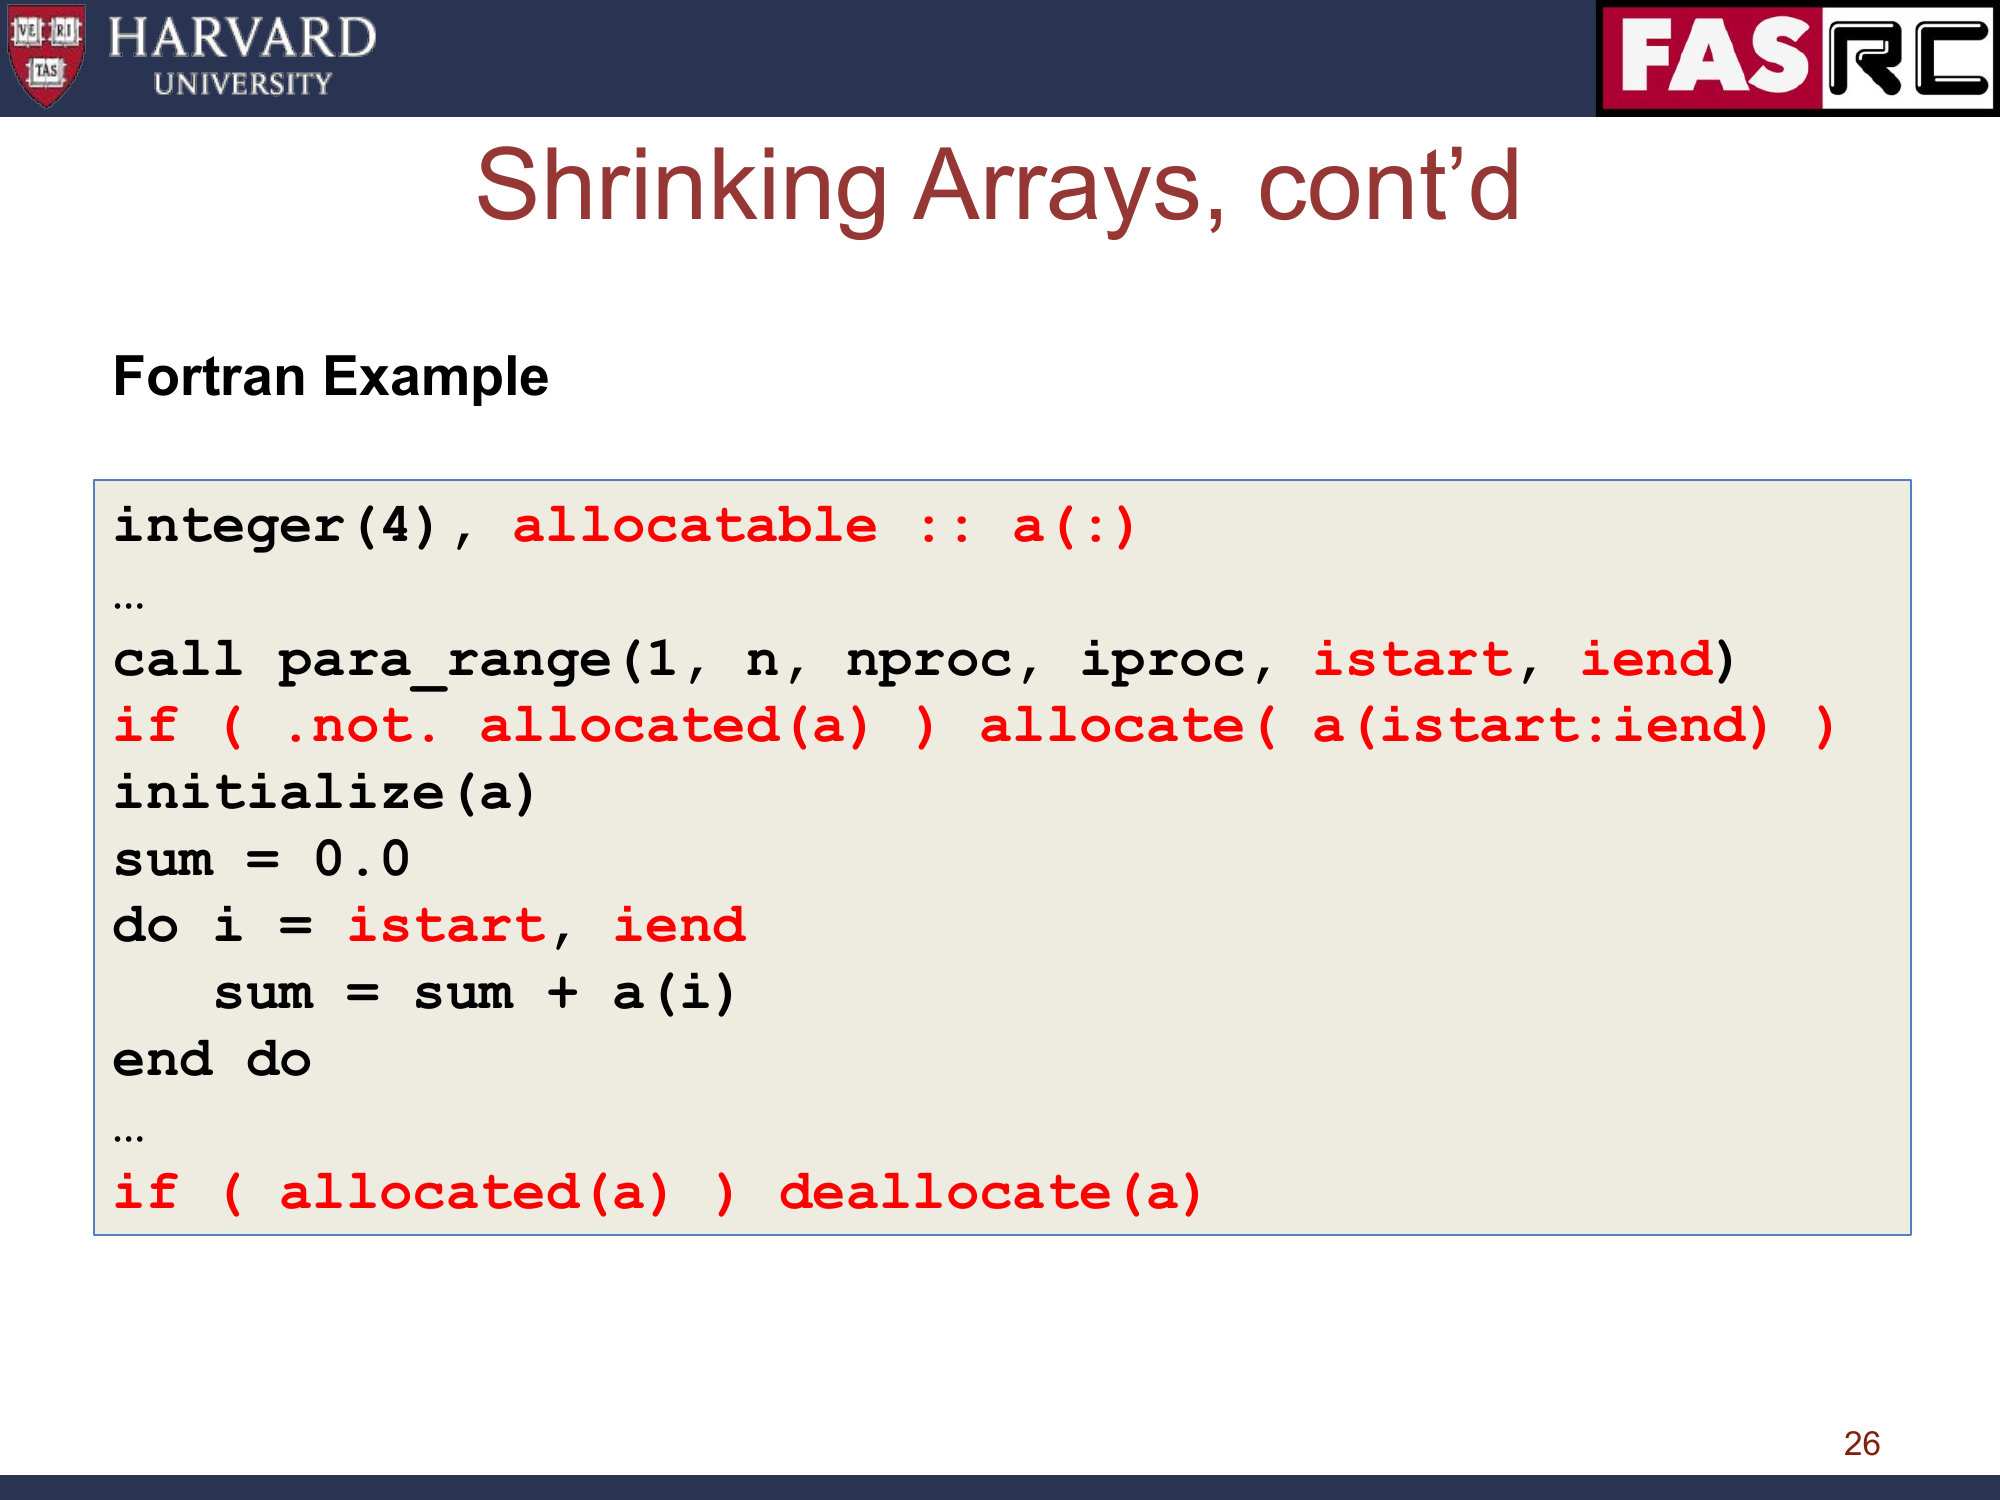 VE RI
TAS
HARVARD
UNIVERSITY
FASRC
Shrinking Arrays, cont’d
Fortran Example
integer(4), allocatable :: a(:)
…
call para_range(1, n, nproc, iproc, istart, iend)
if ( .not. allocated(a) ) allocate( a(istart:iend) )
initialize(a)
sum = 0.0
do i = istart, iend
   sum = sum + a(i)
end do
…
if ( allocated(a) ) deallocate(a)
26